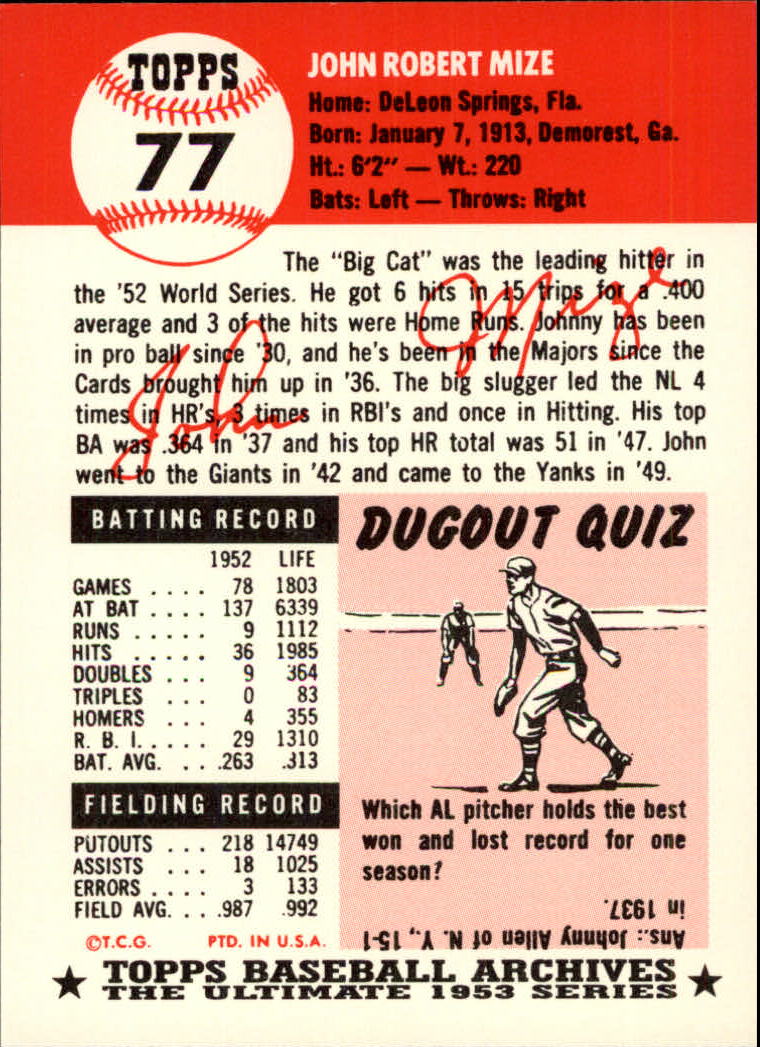 TOPPS
77
JOHN ROBERT MIZE
Home: DeLeon Springs, Fla.
Born: January 7, 1913, Demorest, Ga.
Ht.: 6'2" — Wt.: 220
Bats: Left — Throws: Right
The "Big Cat" was the leading hitter in
the '52 World Series. He got 6 hits in 15 trips for a .400
average and 3 of the hits were Home Runs. Johnny has been
in pro ball since '30, and he's been in the Majors since the
Cards brought him up in '36. The big slugger led the NL 4
times in HR's, 3 times in RBI's and once in Hitting. His top
BA was .364 in '37 and his top HR total was 51 in '47. John
went to the Giants in '42 and came to the Yanks in '49.
John Mize
BATTING RECORD
1952 LIFE
GAMES .... 78 1803
AT BAT .... 137 6339
RUNS ..... 9 1112
HITS ..... 36 1985
DOUBLES ... 9 364
TRIPLES ... 0 83
HOMERS ... 4 355
R. B. I. .... 29 1310
BAT. AVG. ... .263 .313
FIELDING RECORD
PUTOUTS ... 218 14749
ASSISTS .... 18 1025
ERRORS .... 3 133
FIELD AVG. ... .987 .992
©T.C.G. PTD. IN U.S.A.
DUGOUT QUIZ
Which AL pitcher holds the best
won and lost record for one
season?
Ans.: Johnny Allen of N. Y., 15-1
in 1937.
TOPPS BASEBALL ARCHIVES
THE ULTIMATE 1953 SERIES